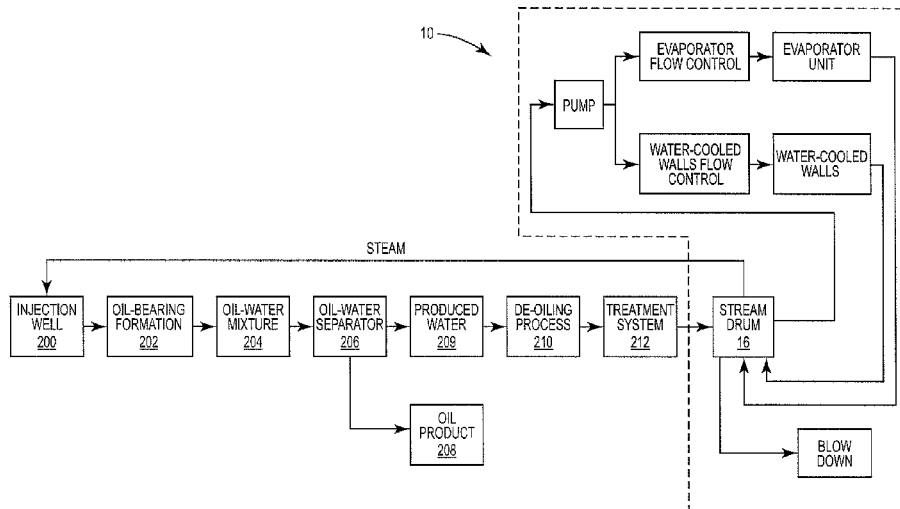 10
EVAPORATOR
FLOW CONTROL
EVAPORATOR
UNIT
PUMP
WATER-COOLED
WALLS FLOW
CONTROL
WATER-COOLED
WALLS
STEAM
INJECTION
WELL
200
OIL-BEARING
FORMATION
202
OIL-WATER
MIXTURE
204
OIL-WATER
SEPARATOR
206
PRODUCED
WATER
209
DE-OILING
PROCESS
210
TREATMENT
SYSTEM
212
STREAM
DRUM
16
OIL
PRODUCT
208
BLOW
DOWN